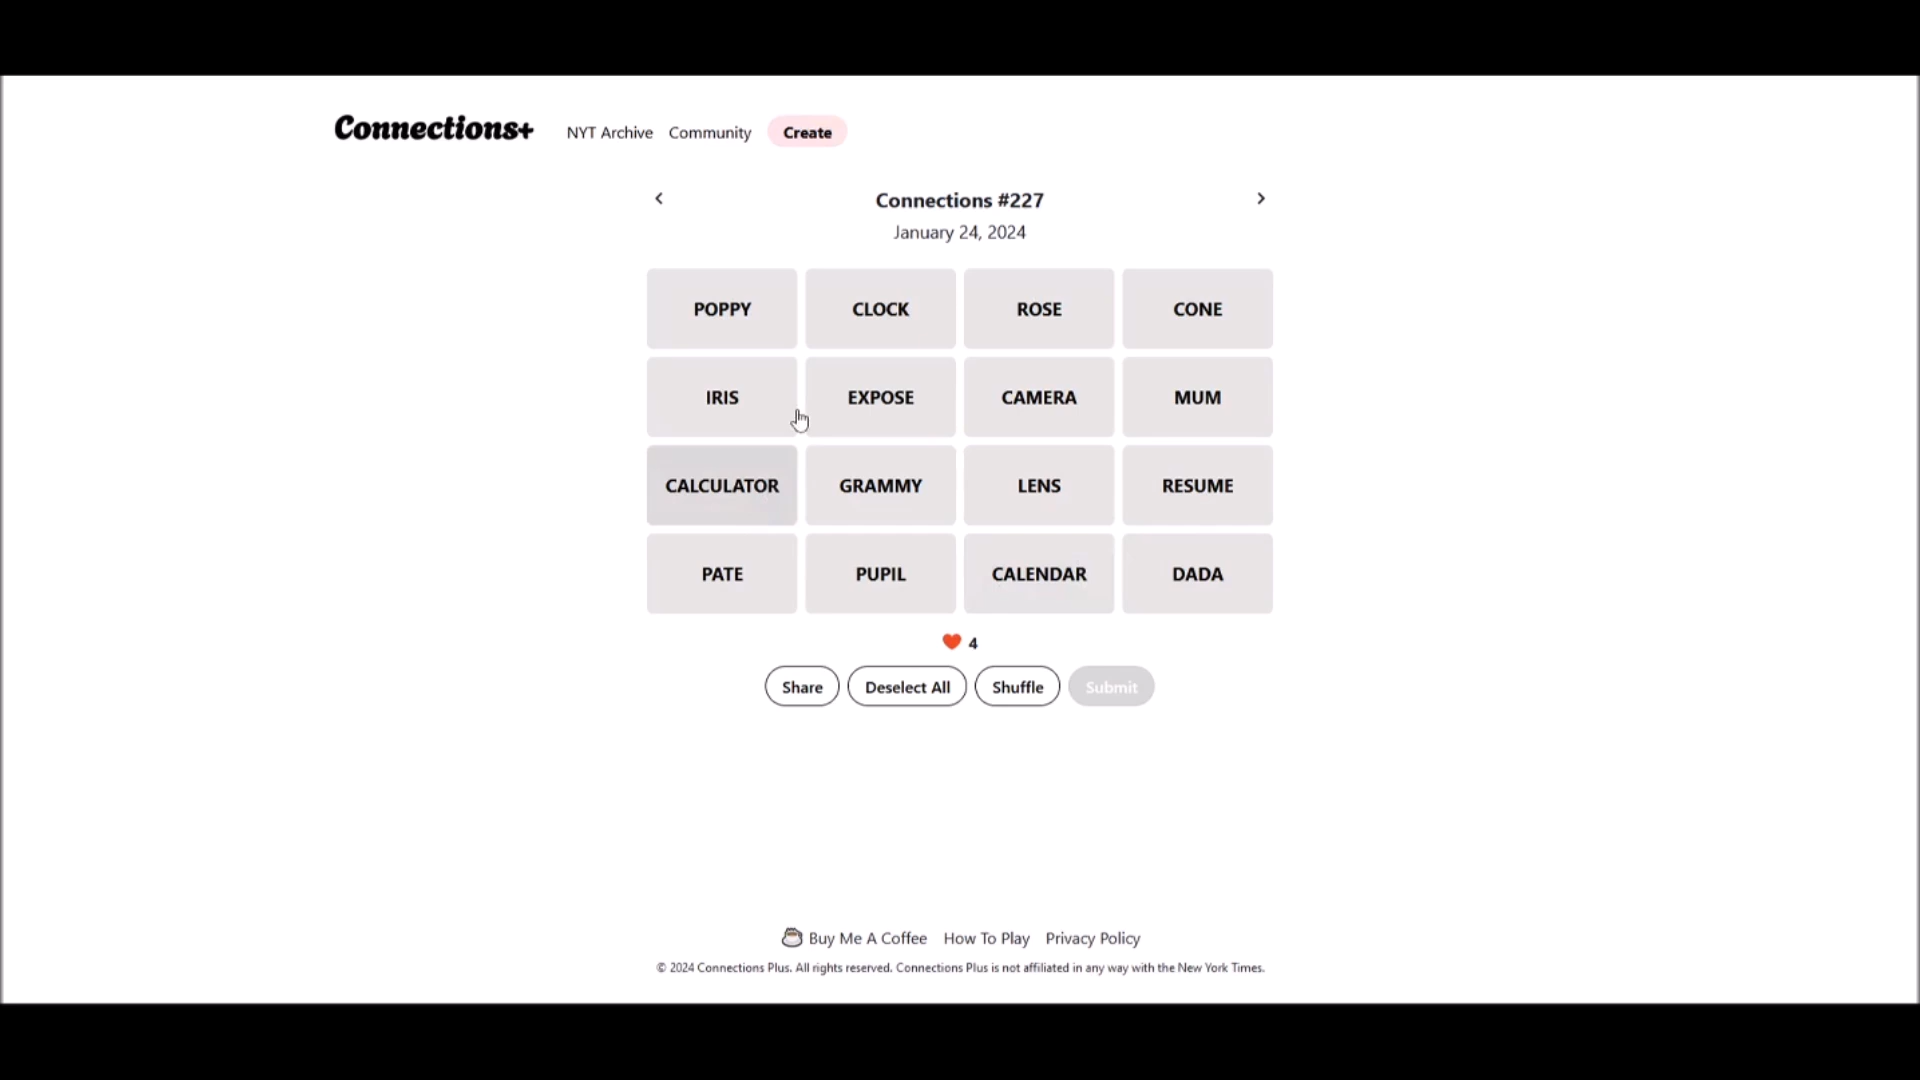 Connections+
NYT Archive Community Create
Connections #227
January 24, 2024
POPPY CLOCK ROSE CONE
IRIS EXPOSE CAMERA MUM
CALCULATOR GRAMMY LENS RESUME
PATE PUPIL CALENDAR DADA
4
Share Deselect All Shuffle Submit
Buy Me A Coffee How To Play Privacy Policy
© 2024 Connections Plus. All rights reserved. Connections Plus is not affiliated in any way with the New York Times.